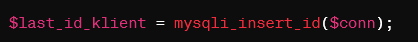 $last_id_klient = mysqli_insert_id($conn);